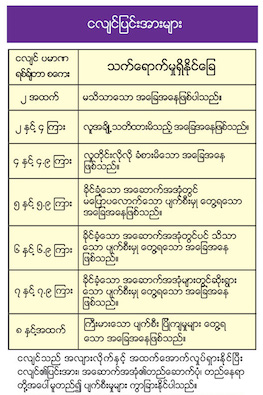 ငလျင်ပြင်းအားများ
ငလျင် ပမာဏ
ရစ်ချ်တာ စကေး
သက်ရောက်မှုရှိနိုင်ခြေ
၂ အထက်
မသိသာသော အခြေအနေဖြစ်ပါသည်။
၂ နှင့် ၄ ကြား
လူအချို့သတိထားမိသည့် အခြေအနေဖြစ်သည်။
၄ နှင့် ၄.၉ ကြား
လူတိုင်းလိုလို ခံစားမိသော အခြေအနေ
ဖြစ်သည်။
၅ နှင့် ၅.၉ ကြား
ခိုင်ခံ့သော အဆောက်အအုံတွင်
မပြောပလောက်သော ပျက်စီးမှု တွေ့ရသော
အခြေအနေဖြစ်သည်။
၆ နှင့် ၆.၉ ကြား
ခိုင်ခံ့သော အဆောက်အအုံတွင်ပင် သိသာ
သော ပျက်စီးမှု တွေ့ရသော အခြေအနေ
ဖြစ်သည်။
၇ နှင့် ၇.၉ ကြား
ခိုင်ခံ့သော အဆောက်အအုံများတွင်ဆိုးရွား
သော ပျက်စီးမှု တွေ့ရသော အခြေအနေ
ဖြစ်သည်။
၈ နှင့်အထက်
ကြီးမားသော ပျက်စီး ပြိုကျမှုများ တွေ့ရ
သော အခြေအနေဖြစ်သည်။
ငလျင်သည် အလျားလိုက်နှင့် အထက်အောက်လှုပ်ရှားနိုင်ပြီး
ငလျင်၏ပြင်းအား၊ အဆောက်အအုံ၏တည်ဆောက်ပုံ၊ တည်နေရာ
တို့အပေါ်မူတည်၍ ပျက်စီးမှုများ ကွာခြားနိုင်ပါသည်။